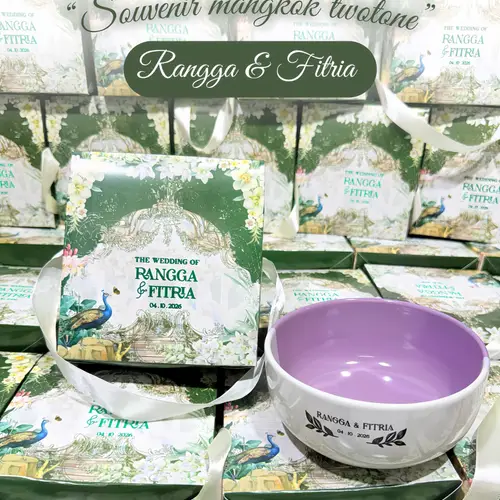 “ Souvenir mangkok twotone ”
Rangga & Fitria
THE WEDDING OF
RANGGA
& FITRIA
04.10.2026
RANGGA & FITRIA
04 . 10 . 2026